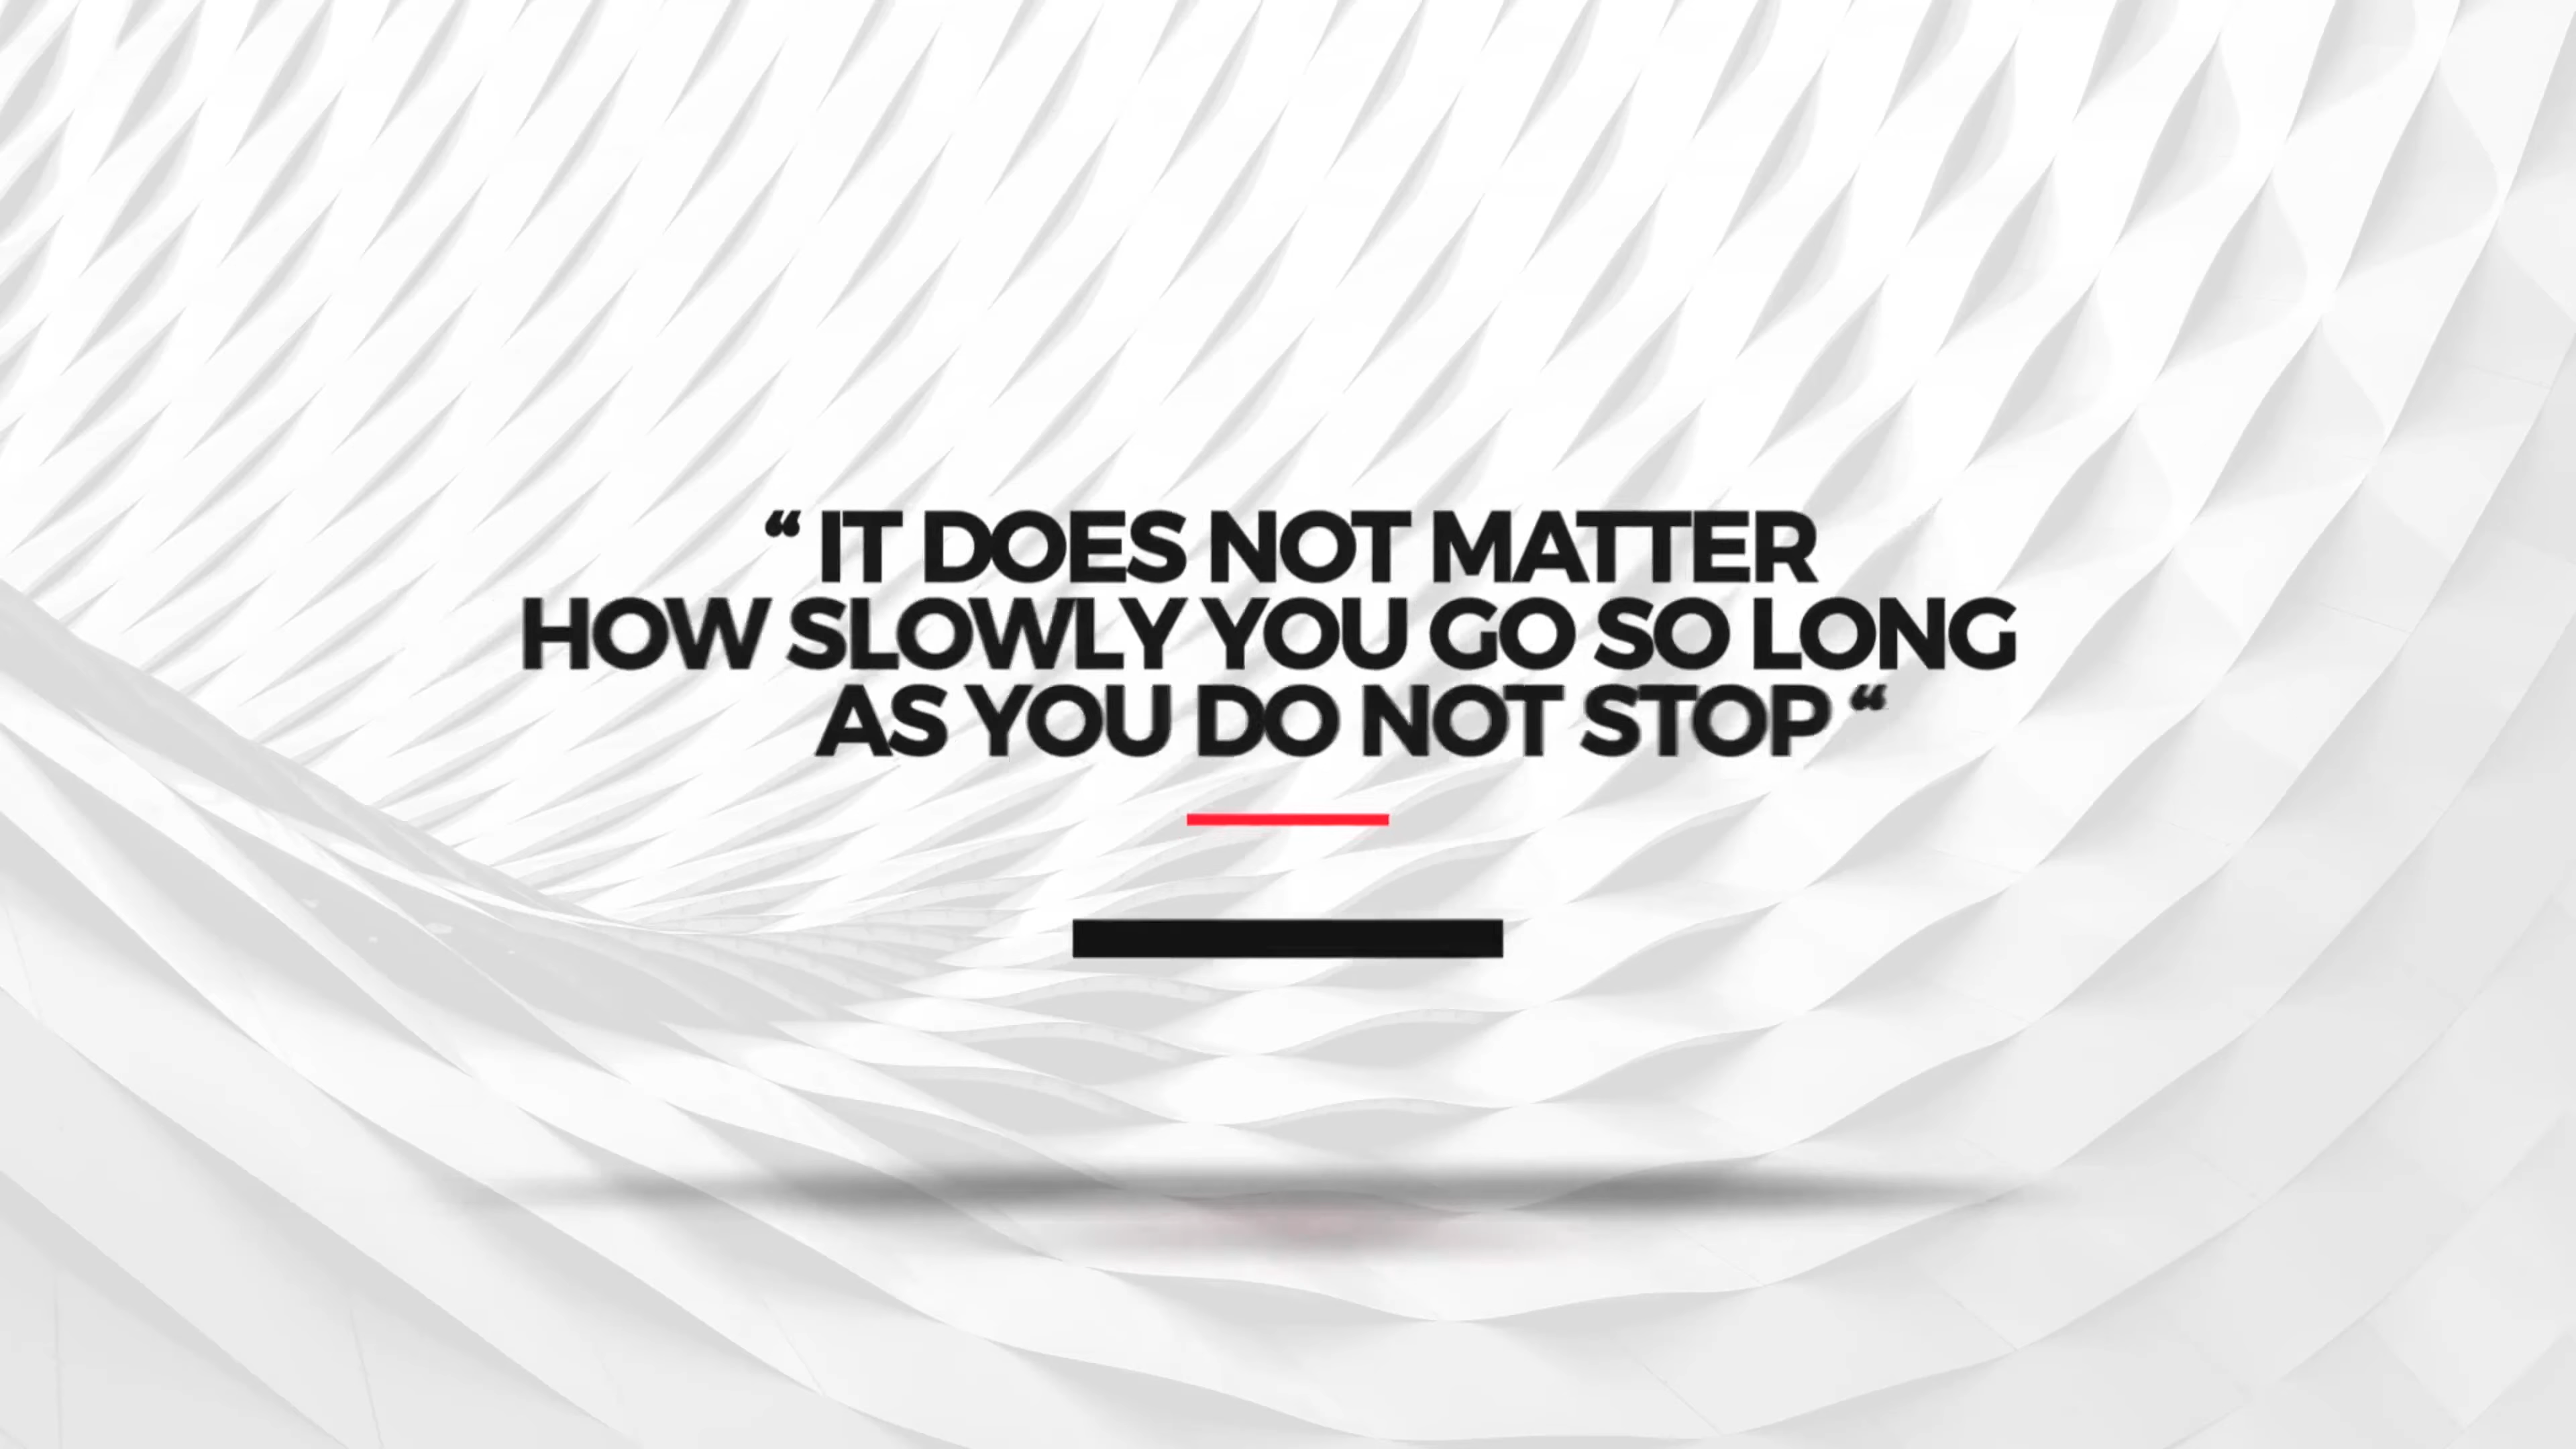 “ IT DOES NOT MATTER
HOW SLOWLY YOU GO SO LONG
AS YOU DO NOT STOP “